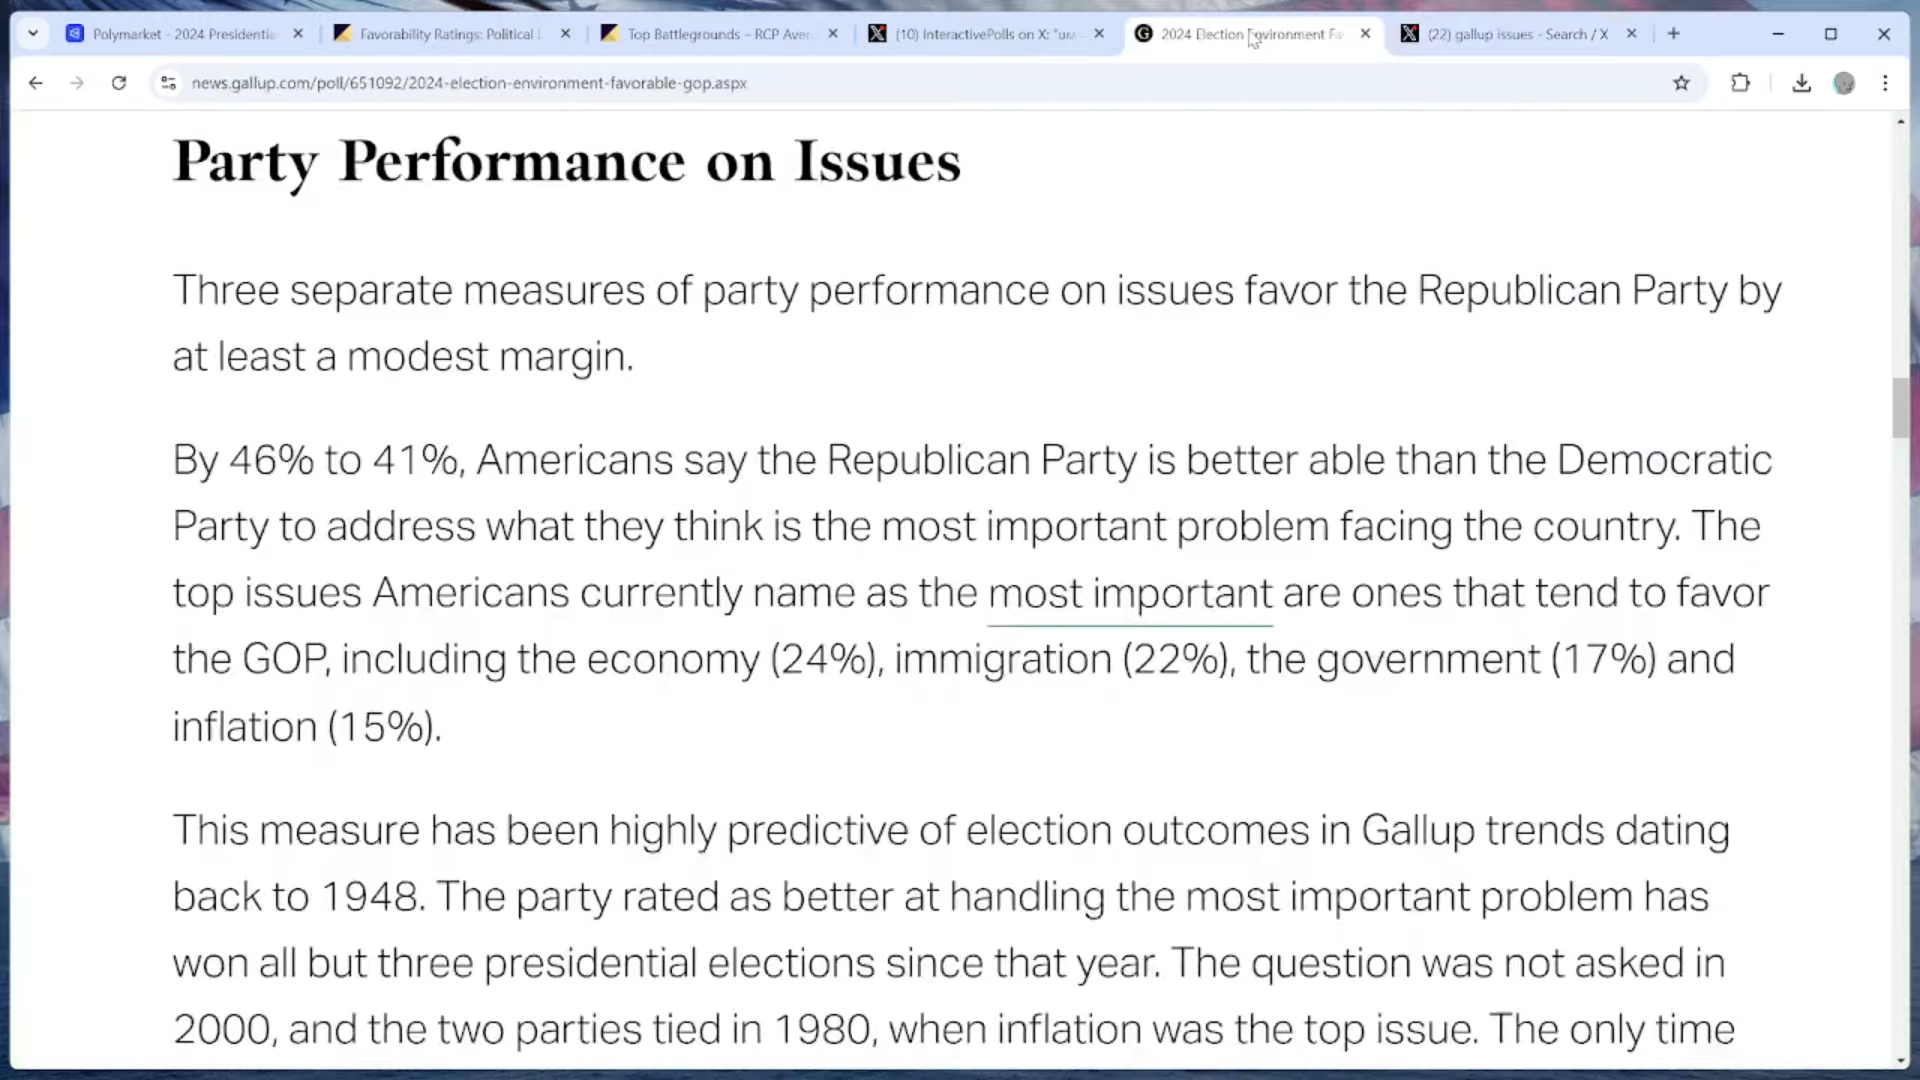 Polymarket - 2024 Presidentia
Favorability Ratings: Political L
Top Battlegrounds – RCP Aver
(10) InteractivePolls on X: "um
2024 Election Environment Fa
(22) gallup issues - Search / X
news.gallup.com/poll/651092/2024-election-environment-favorable-gop.aspx
Party Performance on Issues
Three separate measures of party performance on issues favor the Republican Party by
at least a modest margin.
By 46% to 41%, Americans say the Republican Party is better able than the Democratic
Party to address what they think is the most important problem facing the country. The
top issues Americans currently name as the most important are ones that tend to favor
the GOP, including the economy (24%), immigration (22%), the government (17%) and
inflation (15%).
This measure has been highly predictive of election outcomes in Gallup trends dating
back to 1948. The party rated as better at handling the most important problem has
won all but three presidential elections since that year. The question was not asked in
2000, and the two parties tied in 1980, when inflation was the top issue. The only time